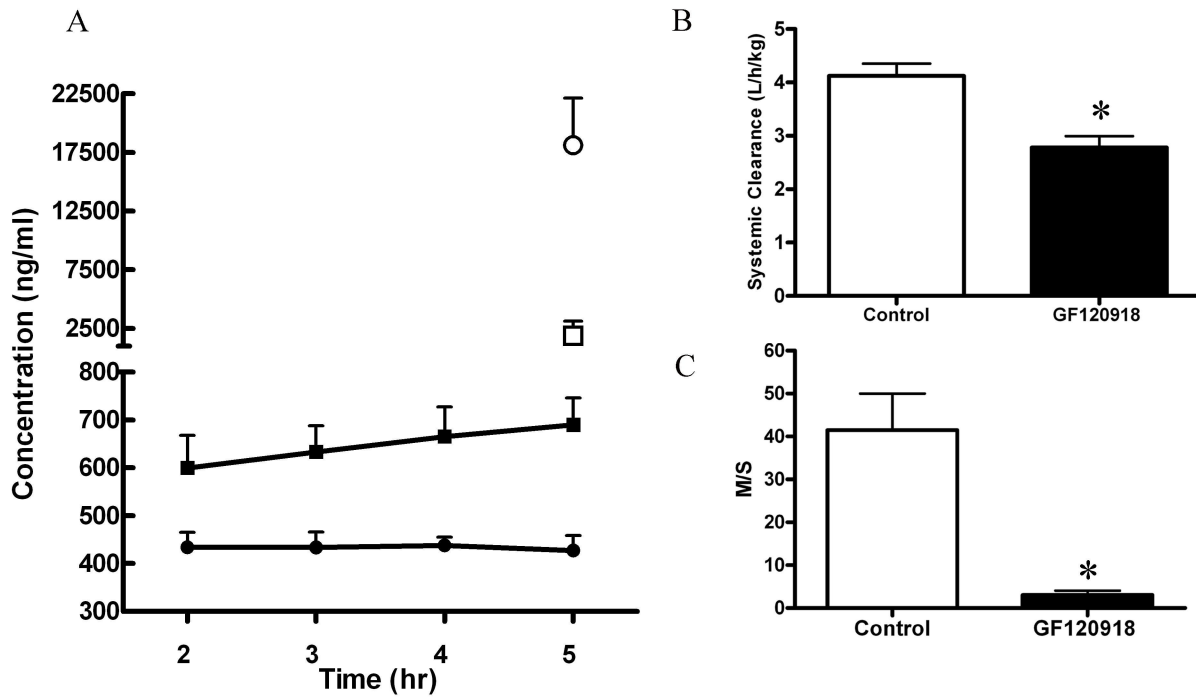 A
Concentration (ng/ml)
22500
17500
12500
7500
2500
800
700
600
500
400
300
2 3 4 5
Time (hr)
B
Systemic Clearance (L/h/kg)
5
4
3
2
1
0
*
Control GF120918
C
M/S
60
50
40
30
20
10
0
*
Control GF120918